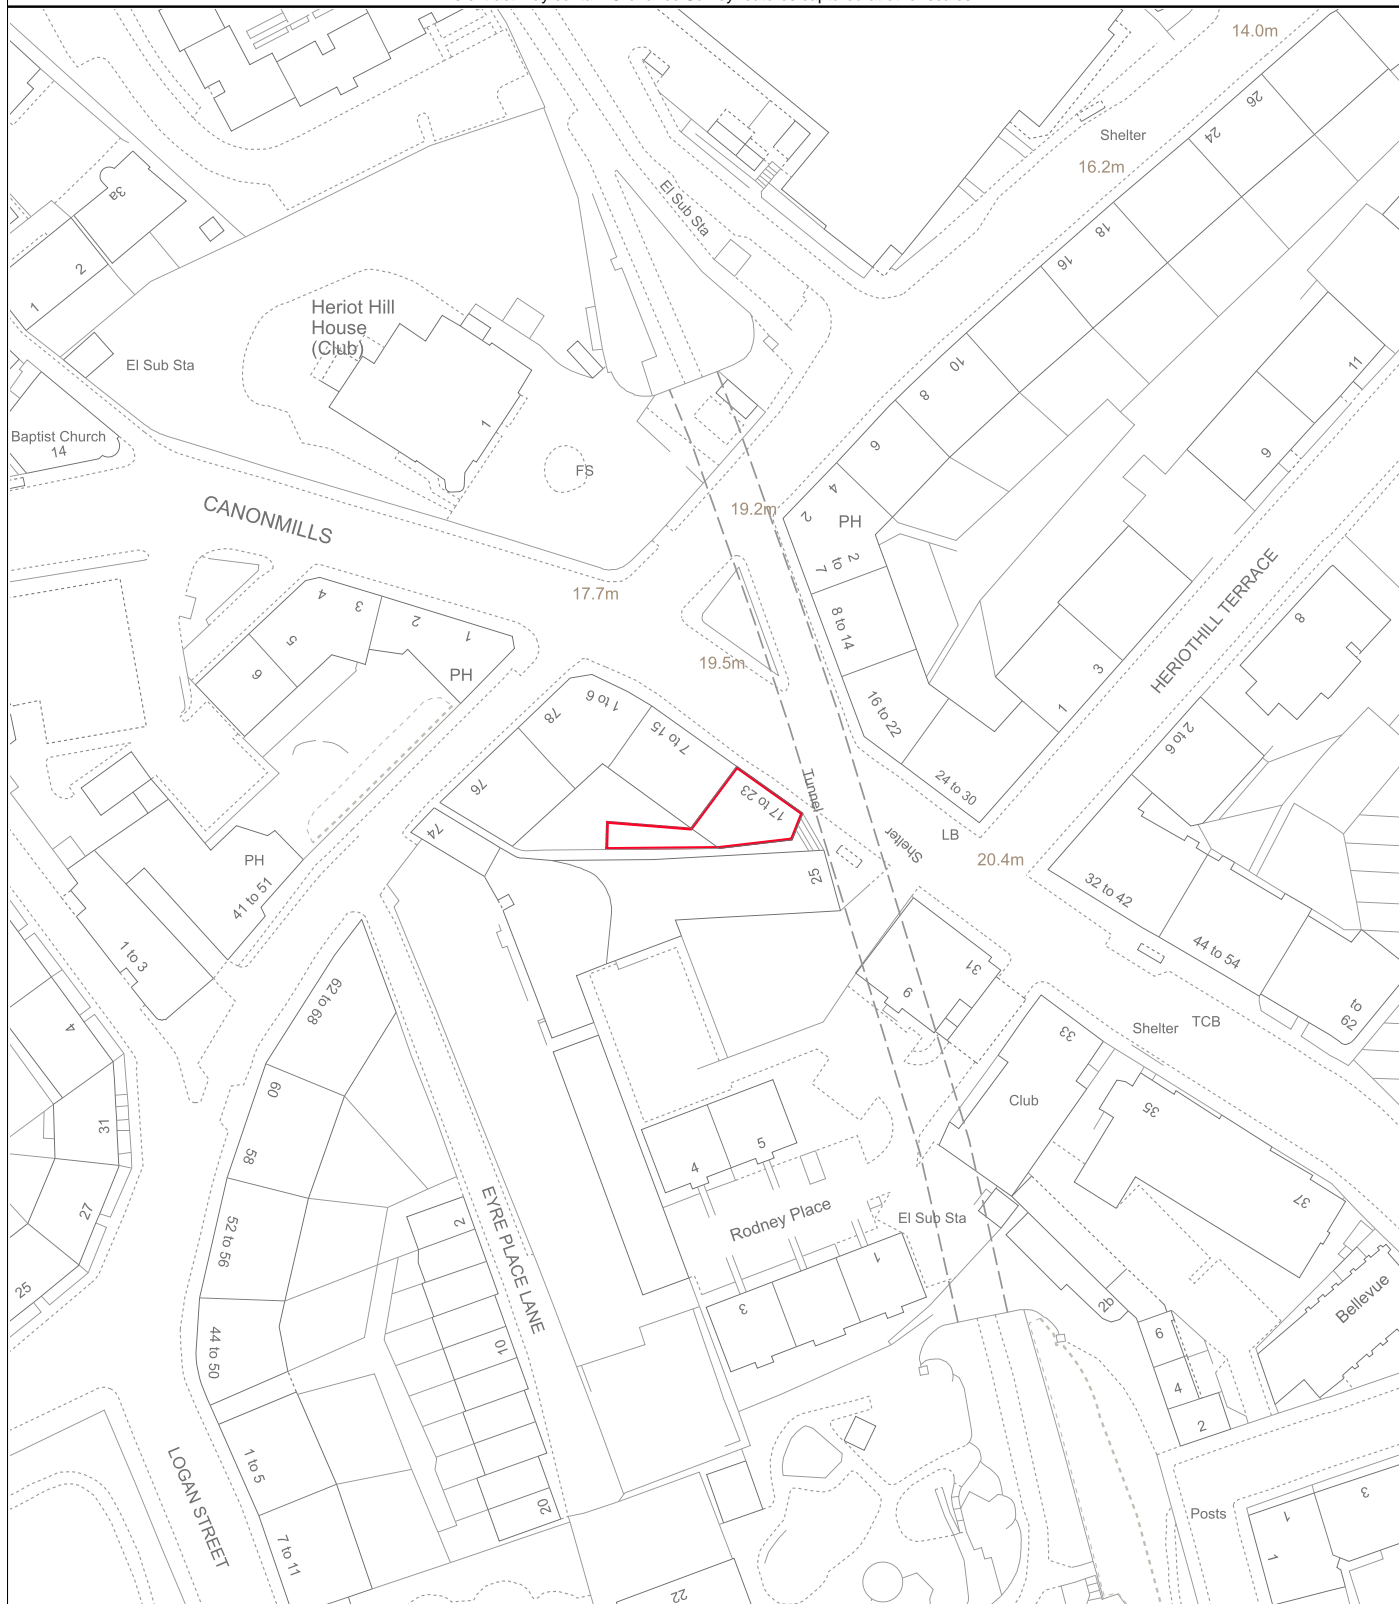 14.0m
26
24
Shelter
16.2m
3a
El Sub Sta
18
16
2
1
Heriot Hill
House
(Club)
El Sub Sta
10
8
11
1
Baptist Church
14
6
9
FS
4
CANONMILLS
19.2m
2
PH
2
to
7
17.7m
HERIOTHILL TERRACE
4
3
2
1
5
6
PH
8 to 14
8
19.5m
3
1
16 to 22
78
1 to 6
7 to 15
2 to 6
76
17 to 23
Tunnel
24 to 30
74
Shelter
LB
20.4m
PH
41 to 51
25
32 to 42
1 to 3
44 to 54
31
9
62 to 68
to
62
4
33
Shelter
TCB
60
Club
35
31
58
5
4
27
EYRE PLACE LANE
2
Rodney Place
El Sub Sta
37
52 to 56
1
25
3
2b
Bellevue
44 to 50
10
6
4
2
1 to 5
LOGAN STREET
20
3
Posts
1
7 to 11
1
22